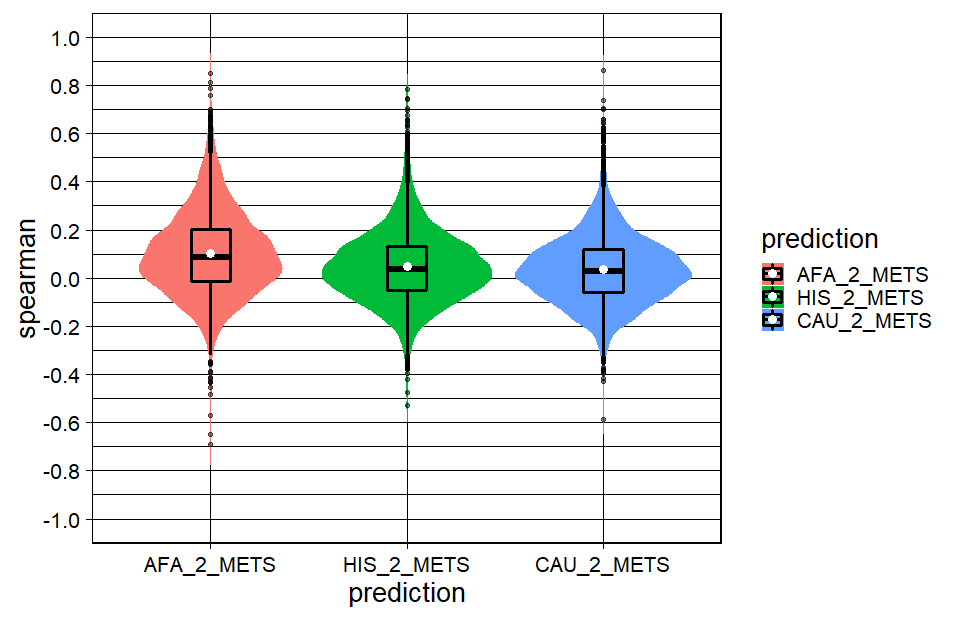 1.0
0.8
0.6
0.4
0.2
0.0
-0.2
-0.4
-0.6
-0.8
-1.0
spearman
AFA_2_METS
HIS_2_METS
CAU_2_METS
prediction
prediction
AFA_2_METS
HIS_2_METS
CAU_2_METS